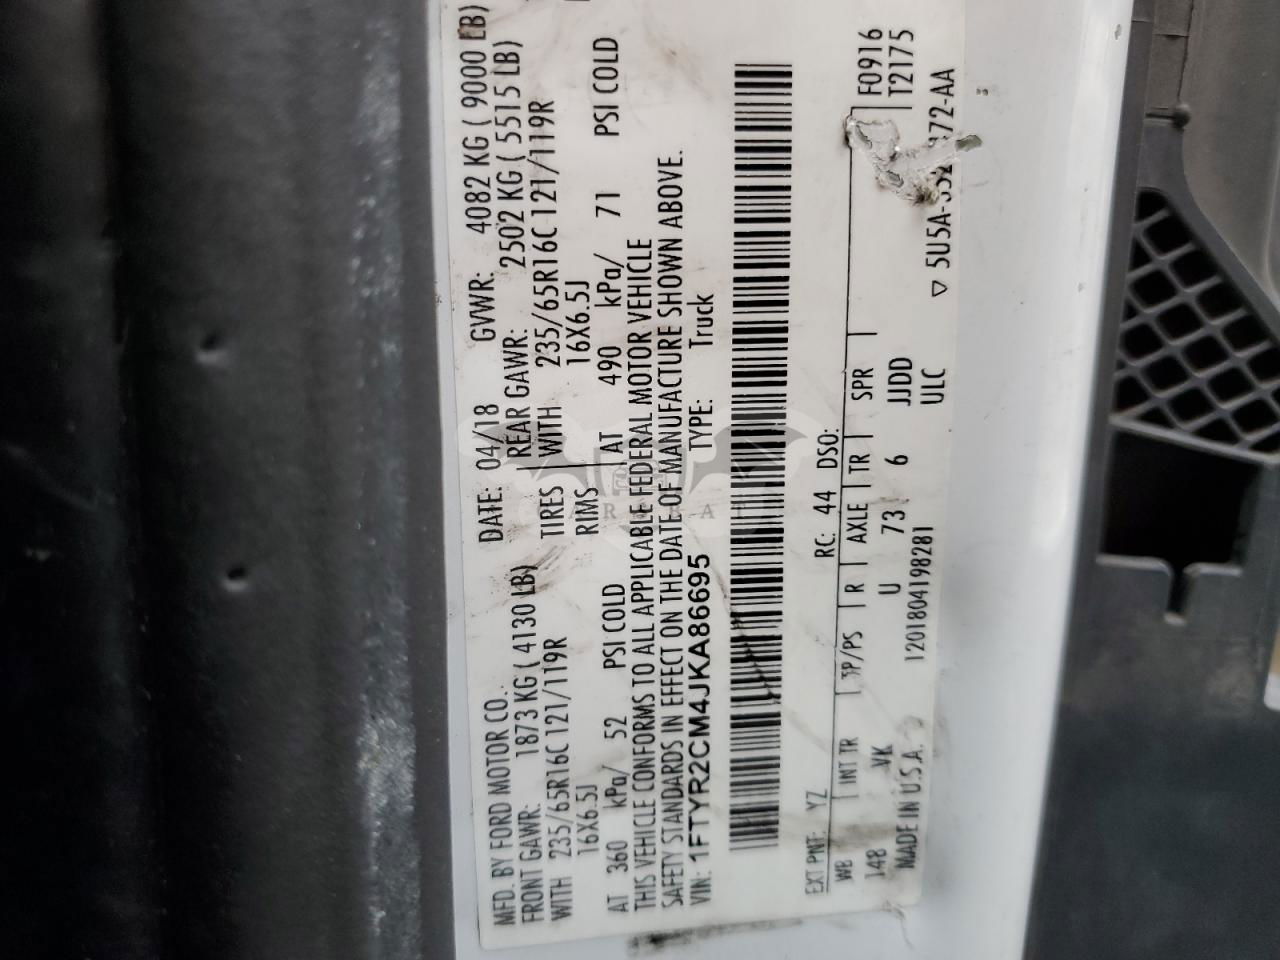 MFD. BY FORD MOTOR CO. DATE: 04/18 GVWR: 4082 KG ( 9000 LB)
FRONT GAWR: 1873 KG ( 4130 LB) REAR GAWR: 2502 KG ( 5515 LB)
WITH 235/65R16C 121/119R TIRES WITH 235/65R16C 121/119R
16X6.5J RIMS 16X6.5J
AT 360 kPa/ 52 PSI COLD AT 490 kPa/ 71 PSI COLD
THIS VEHICLE CONFORMS TO ALL APPLICABLE FEDERAL MOTOR VEHICLE
SAFETY STANDARDS IN EFFECT ON THE DATE OF MANUFACTURE SHOWN ABOVE.
VIN: 1FTYR2CM4JKA86695 TYPE: Truck
EXT PNT: YZ RC: 44 DSO: F0916
WB INT TR TP/PS R AXLE TR SPR T2175
148 VK U 73 6 JJDD
MADE IN U.S.A. 1201804198281 ULC 5U5A- 72-AA